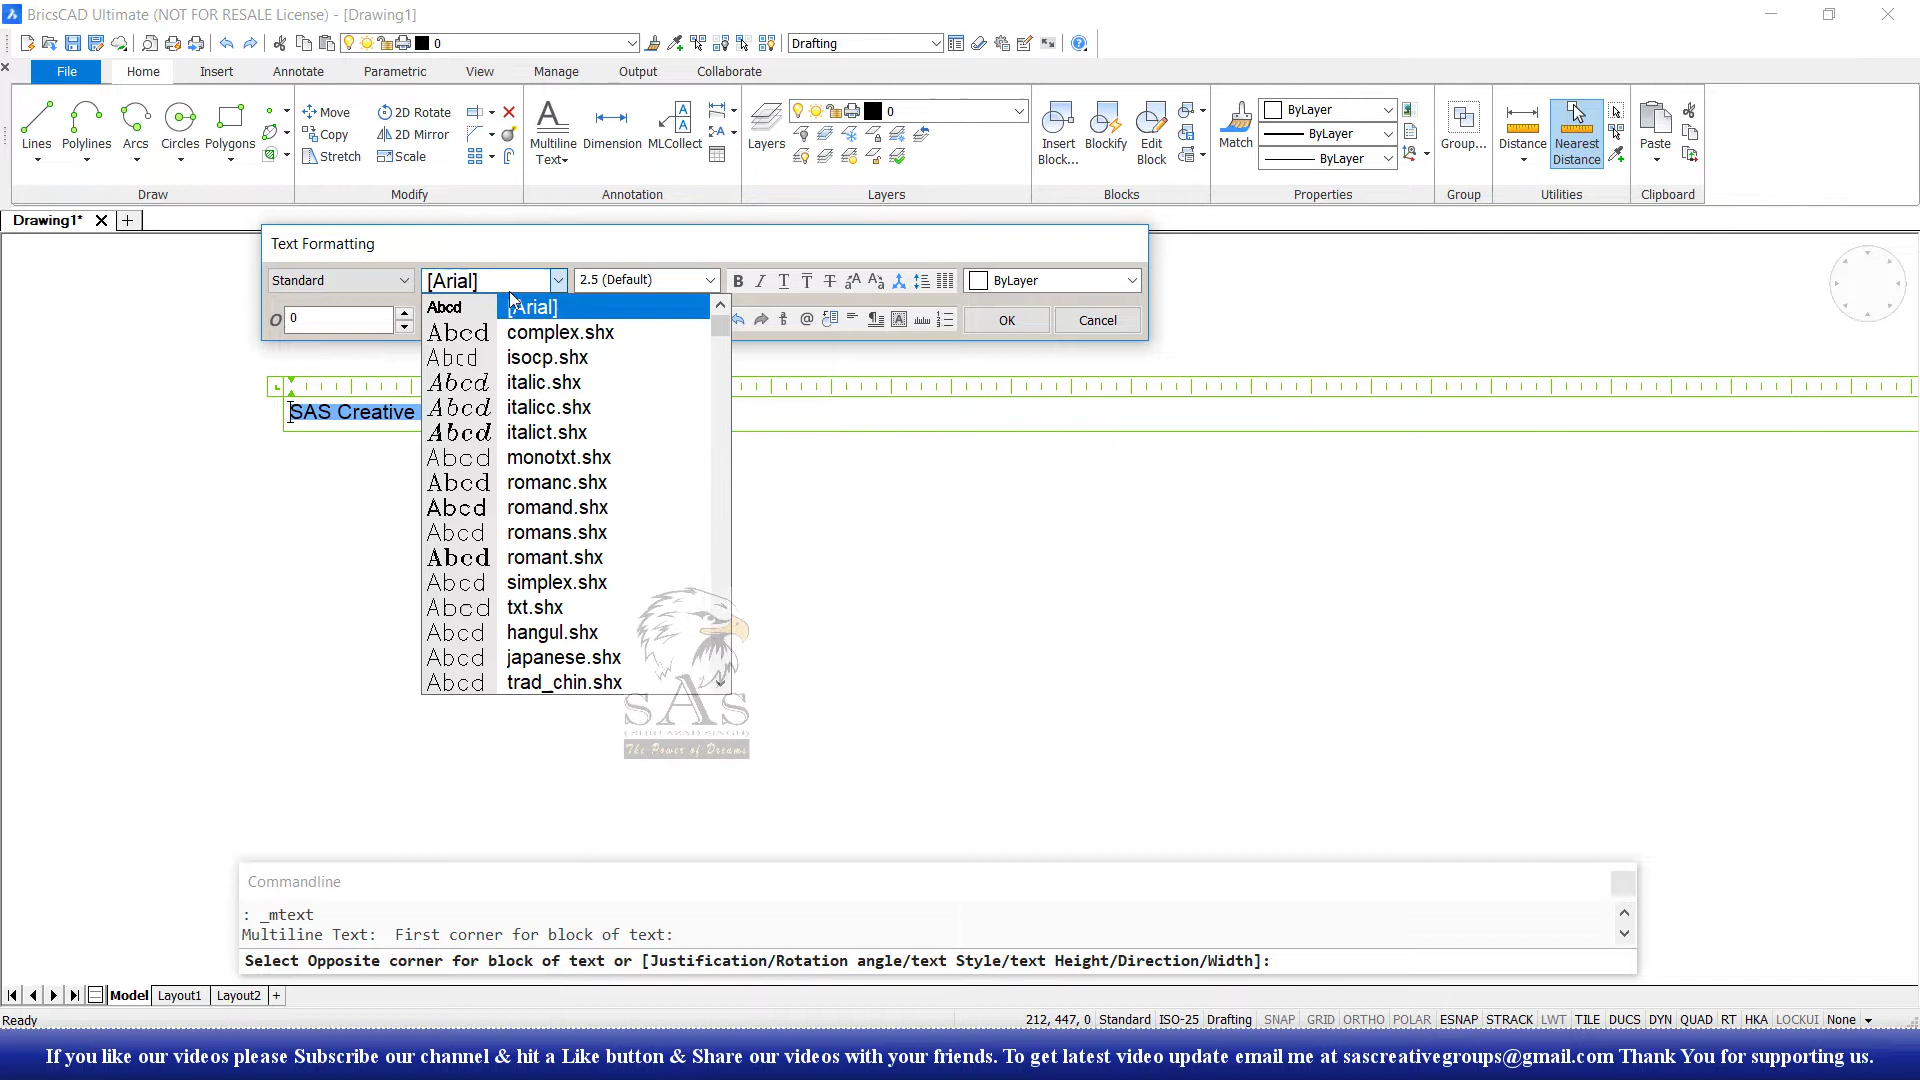 BricsCAD Ultimate (NOT FOR RESALE License) - [Drawing1]
0
Drafting
File Home Insert Annotate Parametric View Manage Output Collaborate
Lines
Polylines
Arcs
Circles
Polygons
Draw
Move
Copy
Stretch
2D Rotate
2D Mirror
Scale
Modify
Multiline
Text
Dimension
MLCollect
Annotation
Layers
0
Layers
Insert
Block...
Blockify
Edit
Block
Blocks
Match
ByLayer
ByLayer
ByLayer
Properties
Group...
Group
Distance
Nearest
Distance
Utilities
Paste
Clipboard
Drawing1*
Text Formatting
Standard [Arial] 2.5 (Default) ByLayer
0
OK
Cancel
SAS Creative
Abcd [Arial]
Abcd complex.shx
Abcd isocp.shx
Abcd italic.shx
Abcd italicc.shx
Abcd italict.shx
Abcd monotxt.shx
Abcd romanc.shx
Abcd romand.shx
Abcd romans.shx
Abcd romant.shx
Abcd simplex.shx
Abcd txt.shx
Abcd hangul.shx
Abcd japanese.shx
Abcd trad_chin.shx
SAS
(SHRI AZAD SINGH)
The Power of Dreams
Commandline
: _mtext
Multiline Text:  First corner for block of text:
Select Opposite corner for block of text or [Justification/Rotation angle/text Style/text Height/Direction/Width]:
Model Layout1 Layout2 +
Ready
212, 447, 0 Standard ISO-25 Drafting SNAP GRID ORTHO POLAR ESNAP STRACK LWT TILE DUCS DYN QUAD RT HKA LOCKUI None
If you like our videos please Subscribe our channel & hit a Like button & Share our videos with your friends. To get latest video update email me at sascreativegroups@gmail.com Thank You for supporting us.